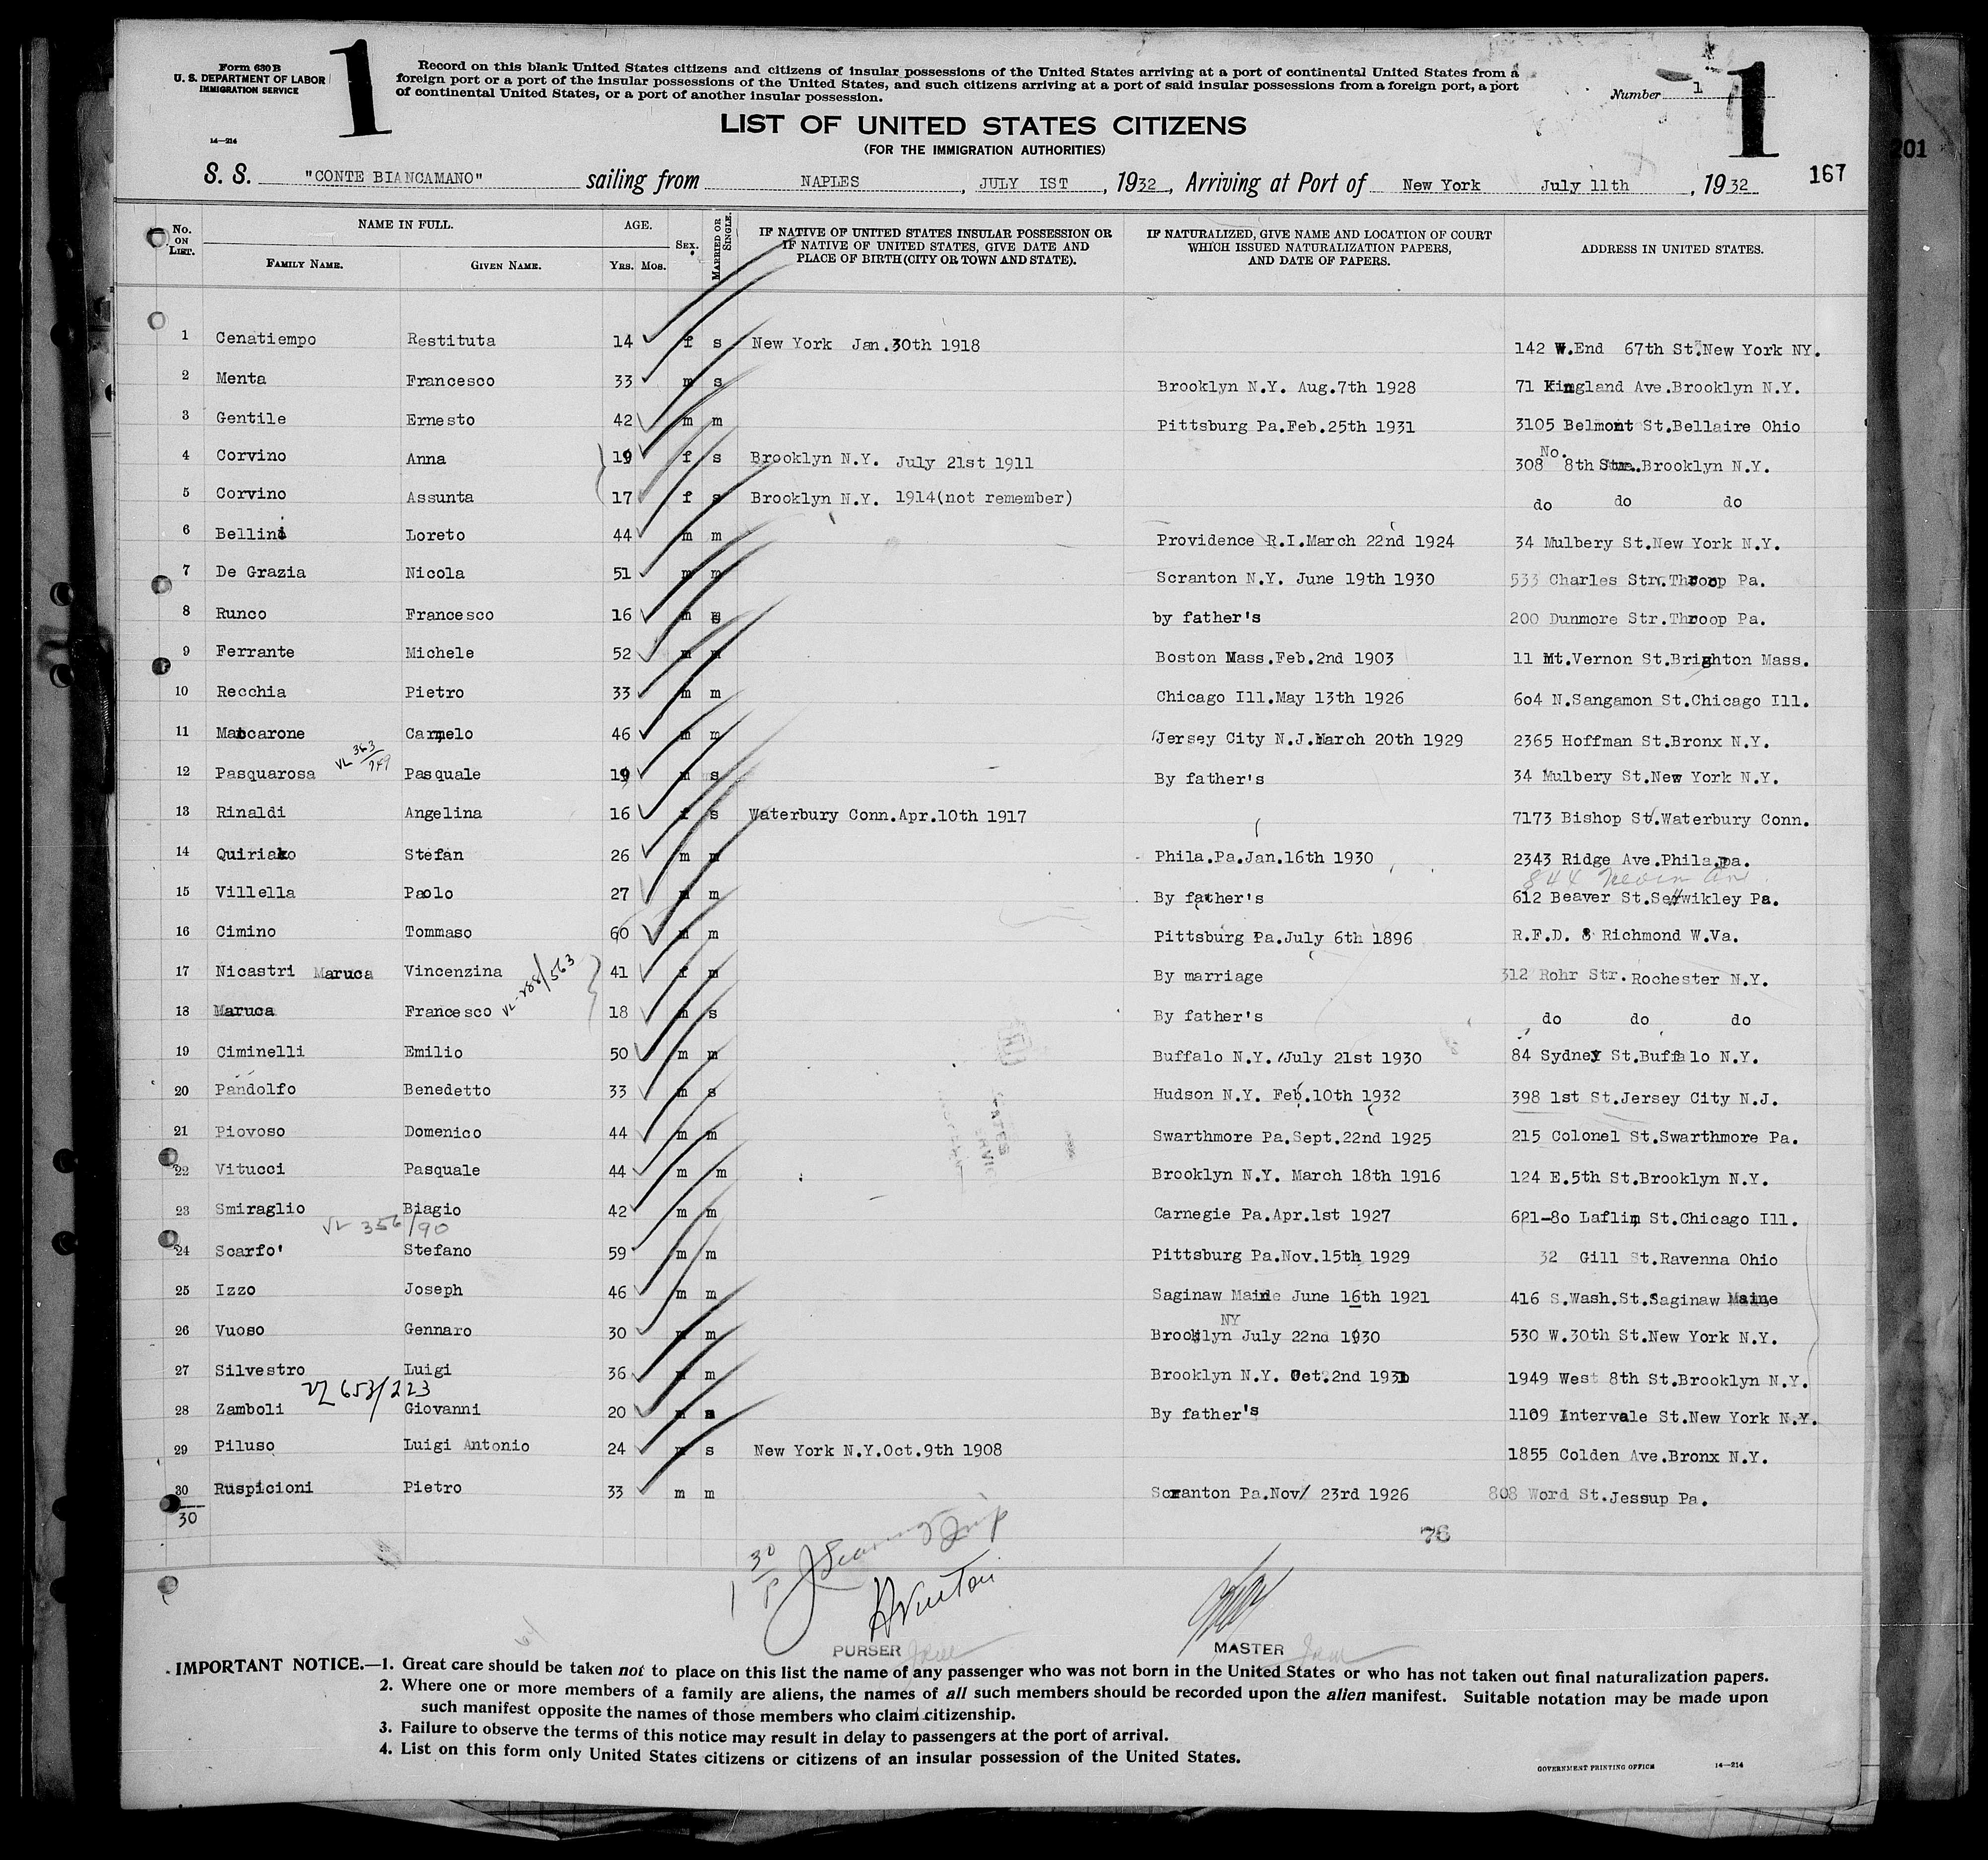 Form 630 B
U. S. DEPARTMENT OF LABOR
IMMIGRATION SERVICE
14—214
1
Record on this blank United States citizens and citizens of insular possessions of the United States arriving at a port of continental United States from a
foreign port or a port of the insular possessions of the United States, and such citizens arriving at a port of said insular possessions from a foreign port, a port
of continental United States, or a port of another insular possession.
Number 1
1
201
LIST OF UNITED STATES CITIZENS
(FOR THE IMMIGRATION AUTHORITIES)
S. S. "CONTE BIANCAMANO" sailing from NAPLES, JULY IST, 1932, Arriving at Port of New York July 11th, 1932 167
No. ON LIST. NAME IN FULL. AGE. SEX. MARRIED OR SINGLE. IF NATIVE OF UNITED STATES INSULAR POSSESSION OR IF NATIVE OF UNITED STATES, GIVE DATE AND PLACE OF BIRTH (CITY OR TOWN AND STATE). IF NATURALIZED, GIVE NAME AND LOCATION OF COURT WHICH ISSUED NATURALIZATION PAPERS, AND DATE OF PAPERS. ADDRESS IN UNITED STATES.
FAMILY NAME. GIVEN NAME. YRS. MOS.
1 Cenatiempo Restituta 14 f s New York Jan.30th 1918 142 W.End 67th St.New York NY.
2 Menta Francesco 33 m s Brooklyn N.Y. Aug.7th 1928 71 Kingland Ave.Brooklyn N.Y.
3 Gentile Ernesto 42 m m Pittsburg Pa.Feb.25th 1931 3105 Belmont St.Bellaire Ohio
4 Corvino Anna 19 f s Brooklyn N.Y. July 21st 1911 308 No. 8th Brooklyn N.Y.
5 Corvino Assunta 17 f s Brooklyn N.Y. 1914(not remember) do do do
6 Bellini Loreto 44 m m Providence R.I.March 22nd 1924 34 Mulbery St.New York N.Y.
7 De Grazia Nicola 51 m m Scranton N.Y. June 19th 1930 533 Charles Str.Throop Pa.
8 Runco Francesco 16 m s by father's 200 Dunmore Str.Throop Pa.
9 Ferrante Michele 52 m m Boston Mass.Feb.2nd 1903 11 Mt.Vernon St.Brighton Mass.
10 Recchia Pietro 33 m m Chicago Ill.May 13th 1926 604 N.Sangamon St.Chicago Ill.
11 Maccarone Carmelo 46 m m Jersey City N.J.March 20th 1929 2365 Hoffman St.Bronx N.Y.
12 Pasquarosa VL 363/749 Pasquale 19 m s By father's 34 Mulbery St.New York N.Y.
13 Rinaldi Angelina 16 f s Waterbury Conn.Apr.10th 1917 7173 Bishop St.Waterbury Conn.
14 Quiriako Stefan 26 m m Phila.Pa.Jan.16th 1930 2343 Ridge Ave.Phila.pa.
844
15 Villella Paolo 27 m m By father's 612 Beaver St.Sewikley Pa.
16 Cimino Tommaso 60 m m Pittsburg Pa.July 6th 1896 R.F.D. 8 Richmond W.Va.
17 Nicastri Maruca Vincenzina 41 f m By marriage 312 Rohr Str. Rochester N.Y.
18 Maruca Francesco VL-288/563 18 m s By father's do do do
19 Ciminelli Emilio 50 m m Buffalo N.Y. July 21st 1930 84 Sydney St.Buffalo N.Y.
20 Pandolfo Benedetto 33 m s Hudson N.Y. Feb.10th 1932 398 1st St.Jersey City N.J.
21 Piovoso Domenico 44 m m Swarthmore Pa.Sept.22nd 1925 215 Colonel St.Swarthmore Pa.
22 Vitucci Pasquale 44 m m Brooklyn N.Y. March 18th 1916 124 E.5th St.Brooklyn N.Y.
23 Smiraglio Biagio 42 m m Carnegie Pa.Apr.1st 1927 621-80 Laflin St.Chicago Ill.
VL 356/90
24 Scarfo' Stefano 59 m m Pittsburg Pa.Nov.15th 1929 32 Gill St.Ravenna Ohio
25 Izzo Joseph 46 m m Saginaw Maine June 16th 1921 416 S.Wash.St.Saginaw Maine
26 Vuoso Gennaro 30 m m Brooklyn NY July 22nd 1930 530 W.30th St.New York N.Y.
27 Silvestro Luigi 36 m m Brooklyn N.Y. Oct.2nd 1931 1949 West 8th St.Brooklyn N.Y.
VL 653/223
28 Zamboli Giovanni 20 m s By father's 1109 Intervale St.New York N.Y.
29 Piluso Luigi Antonio 24 m s New York N.Y.Oct.9th 1908 1855 Colden Ave.Bronx N.Y.
30 Ruspicioni Pietro 33 m m Scranton Pa.Nov/ 23rd 1926 808 Word St.Jessup Pa.
30
76
PURSER MASTER
IMPORTANT NOTICE.—1. Great care should be taken not to place on this list the name of any passenger who was not born in the United States or who has not taken out final naturalization papers.
2. Where one or more members of a family are aliens, the names of all such members should be recorded upon the alien manifest. Suitable notation may be made upon
such manifest opposite the names of those members who claim citizenship.
3. Failure to observe the terms of this notice may result in delay to passengers at the port of arrival.
4. List on this form only United States citizens or citizens of an insular possession of the United States.
GOVERNMENT PRINTING OFFICE 14—214